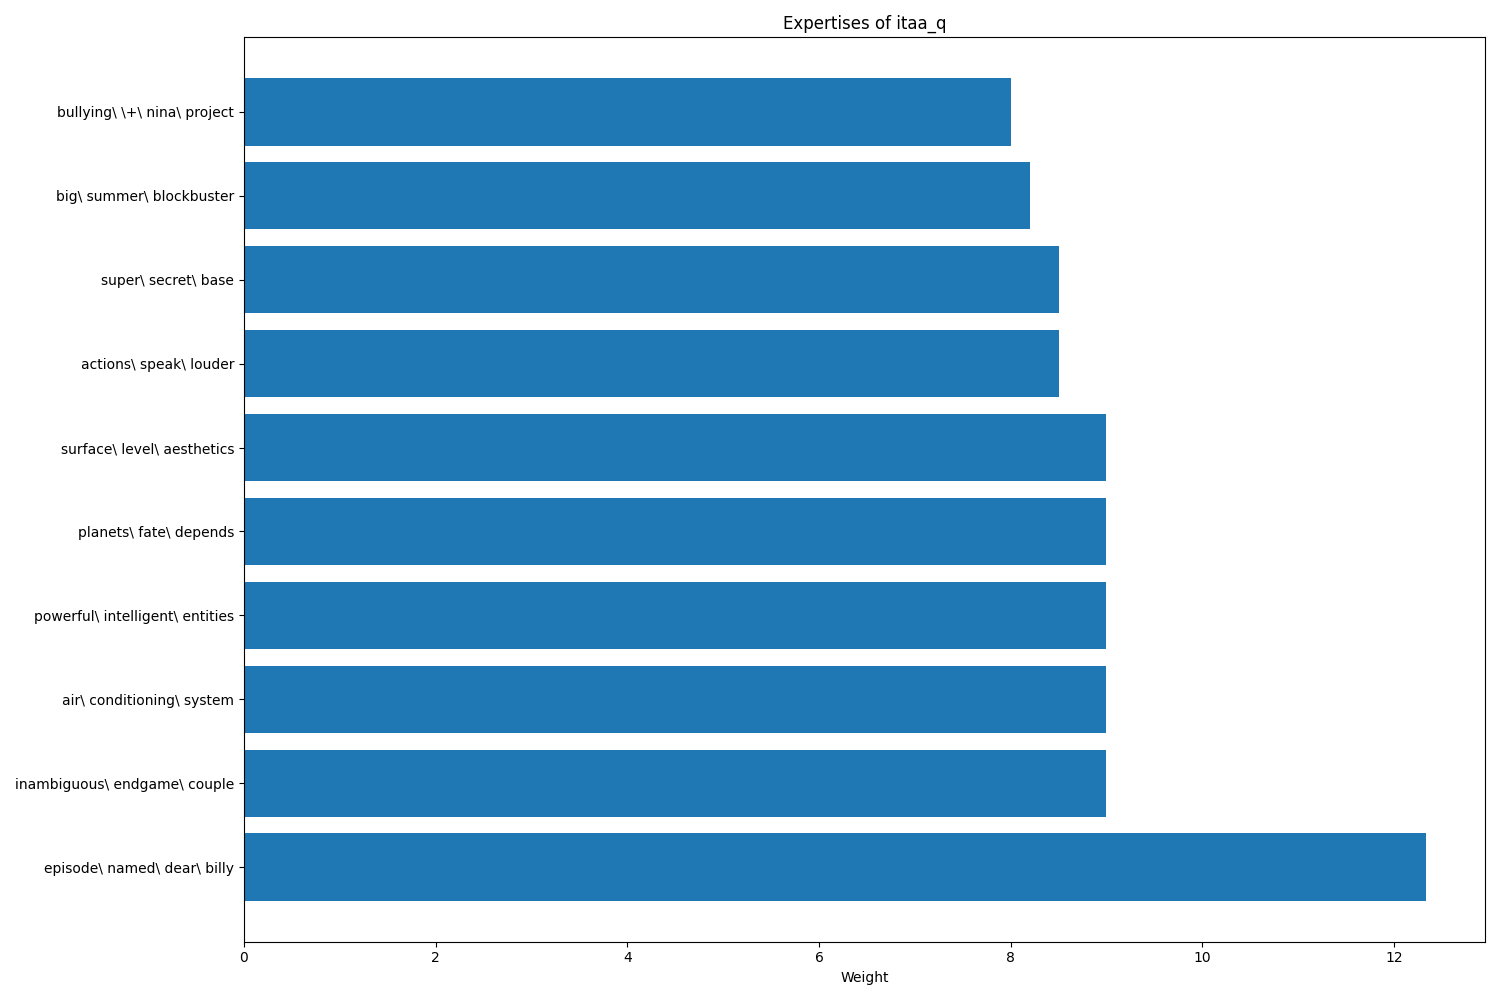 Expertises of itaa_q
bullying\ \+\ nina\ project
big\ summer\ blockbuster
super\ secret\ base
actions\ speak\ louder
surface\ level\ aesthetics
planets\ fate\ depends
powerful\ intelligent\ entities
air\ conditioning\ system
inambiguous\ endgame\ couple
episode\ named\ dear\ billy
0 2 4 6 8 10 12
Weight